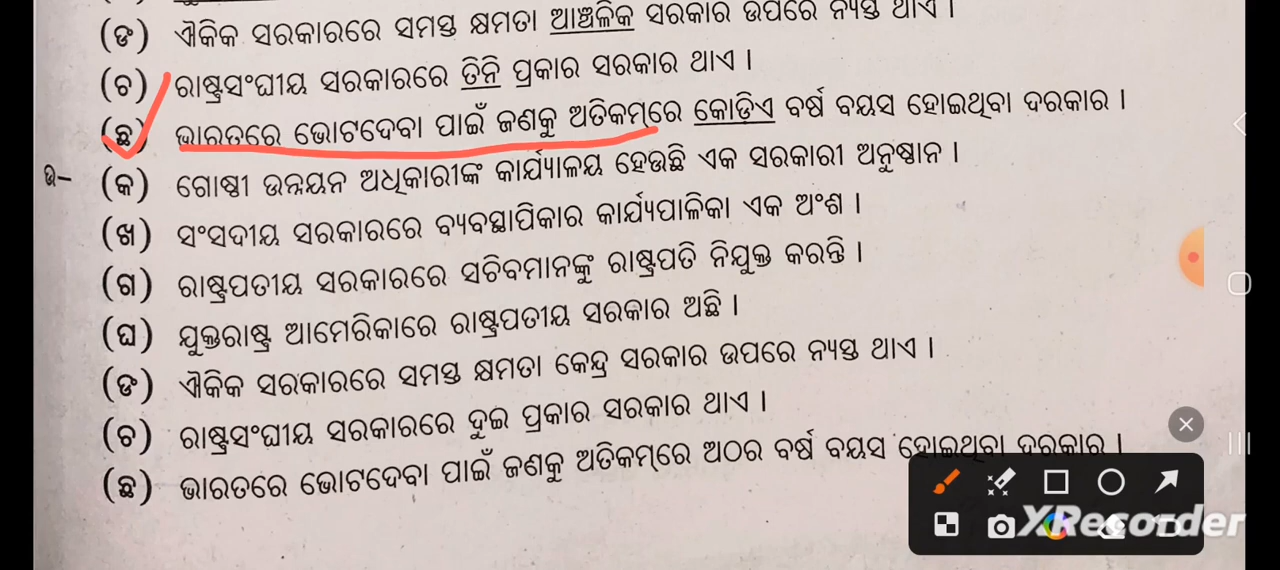 (ଙ) ଐକିକ ସରକାରରେ ସମସ୍ତ କ୍ଷମତା ଆଞ୍ଚଳିକ ସରକାର ଉପରେ ନ୍ୟସ୍ତ ଥାଏ ।
(ଚ) ରାଷ୍ଟ୍ରସଂଘୀୟ ସରକାରରେ ତିନି ପ୍ରକାର ସରକାର ଥାଏ ।
(ଛ) ଭାରତରେ ଭୋଟଦେବା ପାଇଁ ଜଣକୁ ଅତିକମ୍‌ରେ କୋଡ଼ିଏ ବର୍ଷ ବୟସ ହୋଇଥିବା ଦରକାର ।
ଉ– (କ) ଗୋଷ୍ଠୀ ଉନ୍ନୟନ ଅଧିକାରୀଙ୍କ କାର୍ଯ୍ୟାଳୟ ହେଉଛି ଏକ ସରକାରୀ ଅନୁଷ୍ଠାନ ।
(ଖ) ସଂସଦୀୟ ସରକାରରେ ବ୍ୟବସ୍ଥାପିକାର କାର୍ଯ୍ୟପାଳିକା ଏକ ଅଂଶ ।
(ଗ) ରାଷ୍ଟ୍ରପତୀୟ ସରକାରରେ ସଚିବମାନଙ୍କୁ ରାଷ୍ଟ୍ରପତି ନିଯୁକ୍ତ କରନ୍ତି ।
(ଘ) ଯୁକ୍ତରାଷ୍ଟ୍ର ଆମେରିକାରେ ରାଷ୍ଟ୍ରପତୀୟ ସରକାର ଅଛି ।
(ଙ) ଐକିକ ସରକାରରେ ସମସ୍ତ କ୍ଷମତା କେନ୍ଦ୍ର ସରକାର ଉପରେ ନ୍ୟସ୍ତ ଥାଏ ।
(ଚ) ରାଷ୍ଟ୍ରସଂଘୀୟ ସରକାରରେ ଦୁଇ ପ୍ରକାର ସରକାର ଥାଏ ।
(ଛ) ଭାରତରେ ଭୋଟଦେବା ପାଇଁ ଜଣକୁ ଅତିକମ୍‌ରେ ଅଠର ବର୍ଷ ବୟସ ହୋଇଥିବା ଦରକାର ।
XRecorder